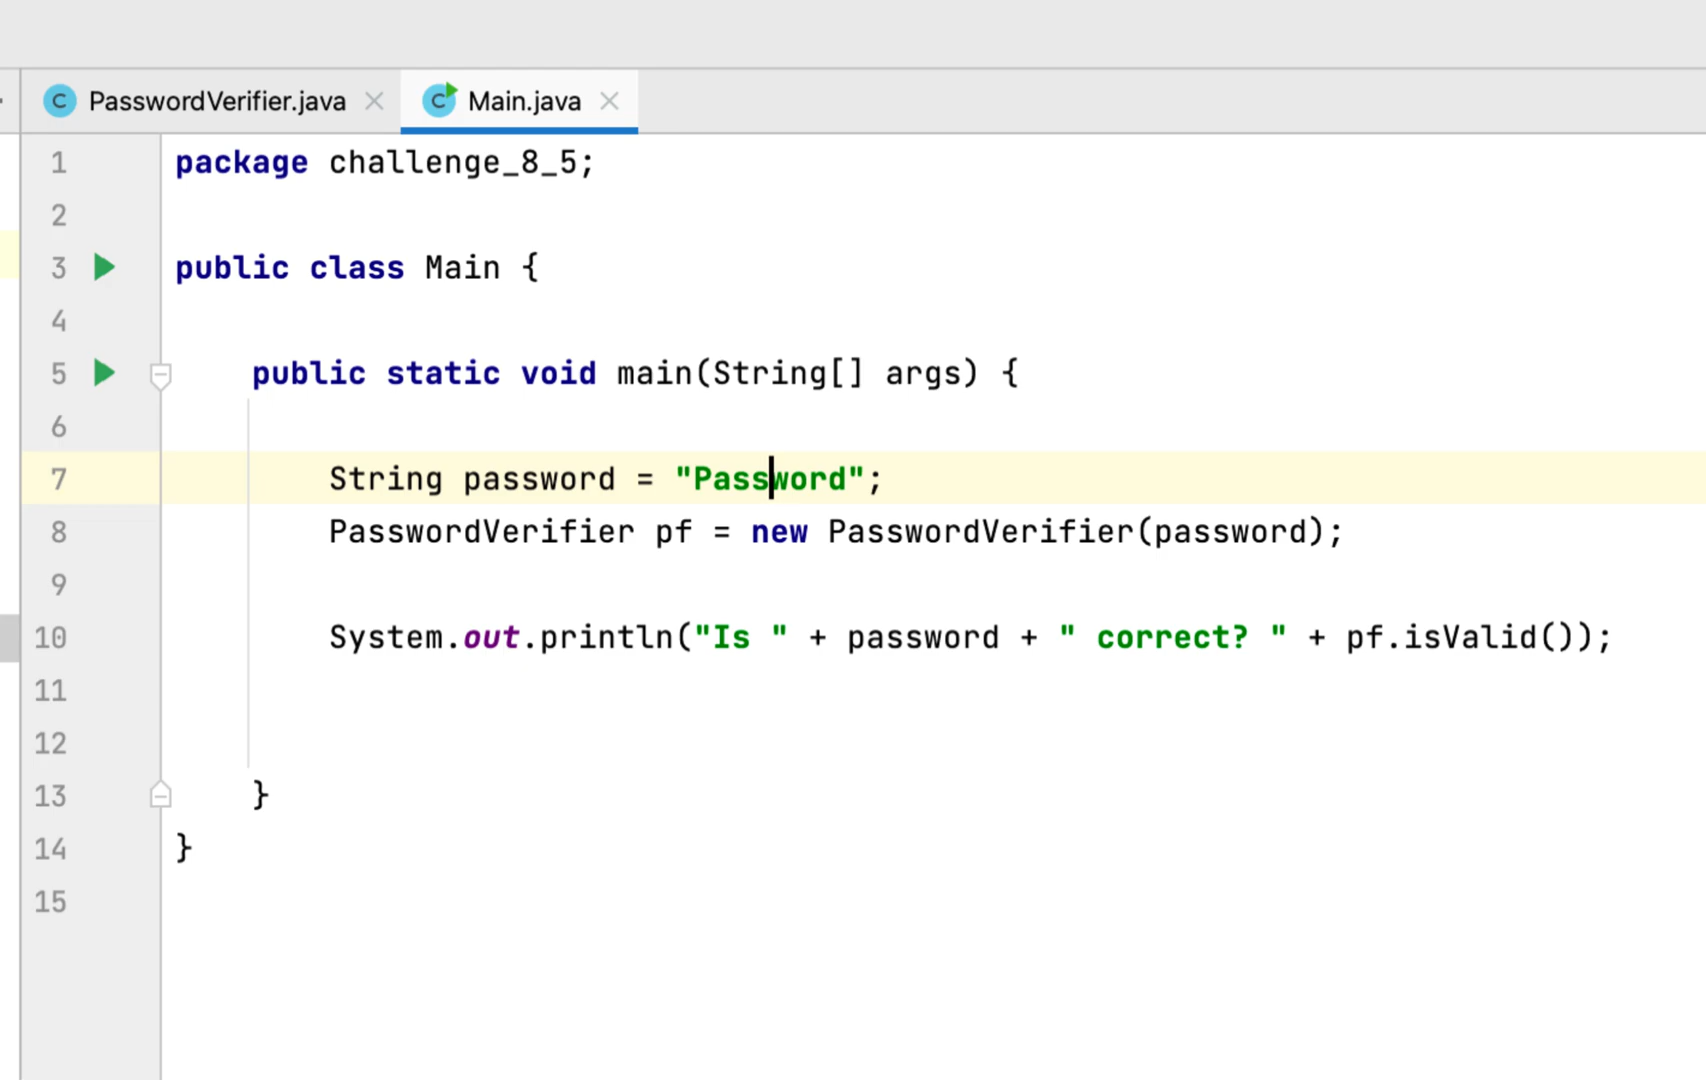 PasswordVerifier.java Main.java
1 package challenge_8_5;
2
3 public class Main {
4
5 public static void main(String[] args) {
6
7 String password = "Password";
8 PasswordVerifier pf = new PasswordVerifier(password);
9
10 System.out.println("Is " + password + " correct? " + pf.isValid());
11
12
13 }
14 }
15